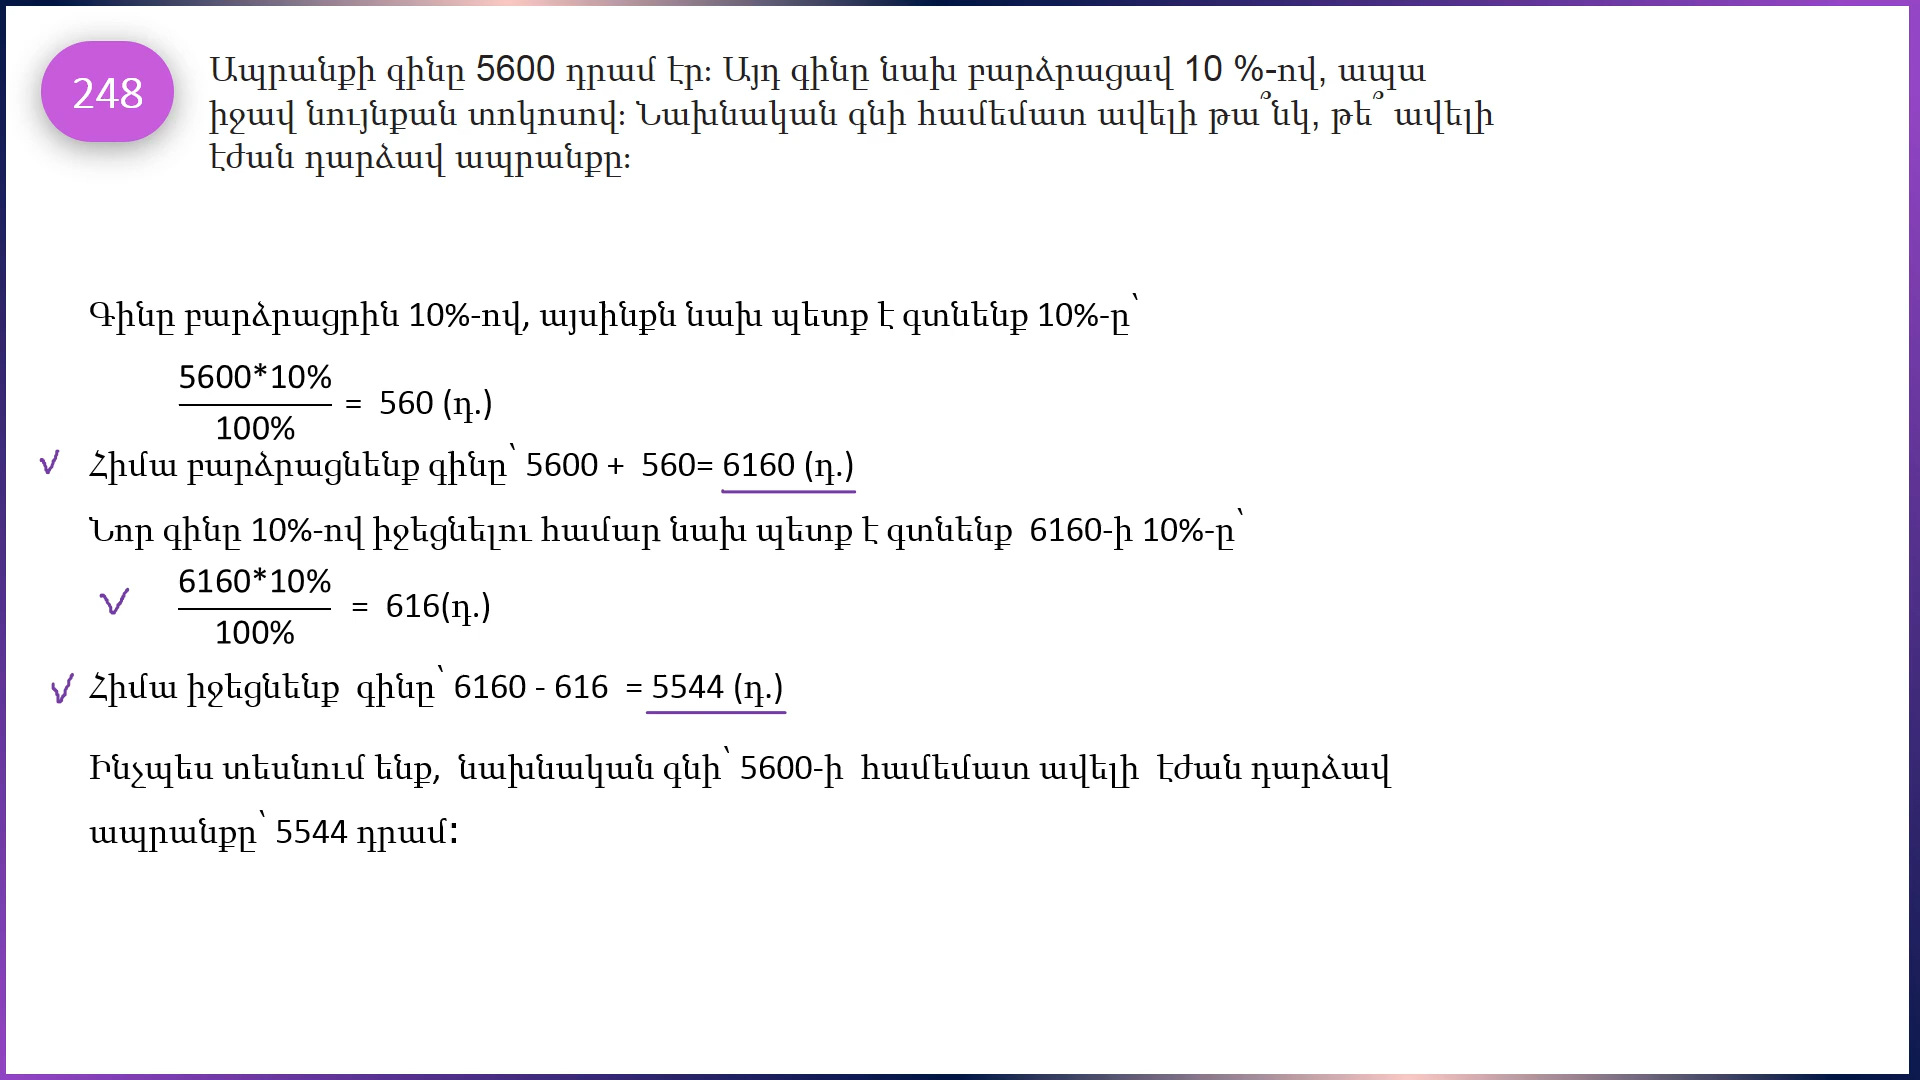 248
Ապրանքի գինը 5600 դրամ էր։ Այդ գինը նախ բարձրացավ 10 %-ով, ապա
իջավ նույնքան տոկոսով։ Նախնական գնի համեմատ ավելի թա՞նկ, թե՞ ավելի
էժան դարձավ ապրանքը։
Գինը բարձրացրին 10%-ով, այսինքն նախ պետք է գտնենք 10%-ը՝
5600*10%
100%
= 560 (դ.)
Հիմա բարձրացնենք գինը՝ 5600 + 560= 6160 (դ.)
Նոր գինը 10%-ով իջեցնելու համար նախ պետք է գտնենք 6160-ի 10%-ը՝
6160*10%
100%
= 616(դ.)
Հիմա իջեցնենք գինը՝ 6160 - 616 = 5544 (դ.)
Ինչպես տեսնում ենք, նախնական գնի՝ 5600-ի համեմատ ավելի էժան դարձավ
ապրանքը՝ 5544 դրամ: